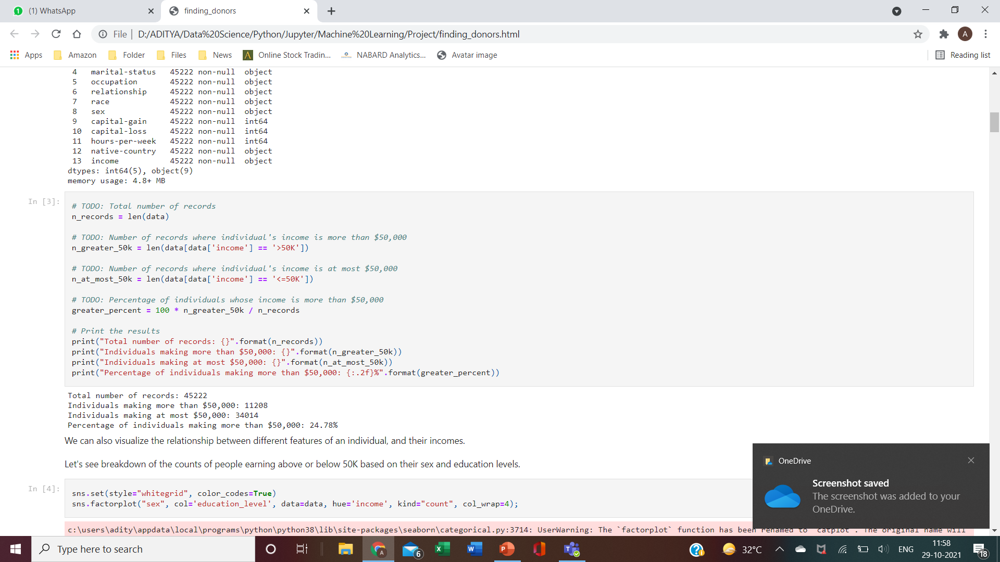 (1) WhatsApp
finding_donors
File | D:/ADITYA/Data%20Science/Python/Jupyter/Machine%20Learning/Project/finding_donors.html
A
Apps Amazon Folder Files News Online Stock Tradin... NABARD Analytics... Avatar image Reading list
4 marital-status 45222 non-null object
5 occupation 45222 non-null object
6 relationship 45222 non-null object
7 race 45222 non-null object
8 sex 45222 non-null object
9 capital-gain 45222 non-null int64
10 capital-loss 45222 non-null int64
11 hours-per-week 45222 non-null int64
12 native-country 45222 non-null object
13 income 45222 non-null object
dtypes: int64(5), object(9)
memory usage: 4.8+ MB
In [3]:
# TODO: Total number of records
n_records = len(data)
# TODO: Number of records where individual's income is more than $50,000
n_greater_50k = len(data[data['income'] == '>50K'])
# TODO: Number of records where individual's income is at most $50,000
n_at_most_50k = len(data[data['income'] == '<=50K'])
# TODO: Percentage of individuals whose income is more than $50,000
greater_percent = 100 * n_greater_50k / n_records
# Print the results
print("Total number of records: {}".format(n_records))
print("Individuals making more than $50,000: {}".format(n_greater_50k))
print("Individuals making at most $50,000: {}".format(n_at_most_50k))
print("Percentage of individuals making more than $50,000: {:.2f}%".format(greater_percent))
Total number of records: 45222
Individuals making more than $50,000: 11208
Individuals making at most $50,000: 34014
Percentage of individuals making more than $50,000: 24.78%
We can also visualize the relationship between different features of an individual, and their incomes.
Let's see breakdown of the counts of people earning above or below 50K based on their sex and education levels.
In [4]:
sns.set(style="whitegrid", color_codes=True)
sns.factorplot("sex", col='education_level', data=data, hue='income', kind="count", col_wrap=4);
c:\users\adity\appdata\local\programs\python\python38\lib\site-packages\seaborn\categorical.py:3714: UserWarning: The `factorplot` function has been renamed to `catplot`. The original name will
OneDrive
Screenshot saved
The screenshot was added to your
OneDrive.
Type here to search
6
32°C
ENG
11:58
29-10-2021
18